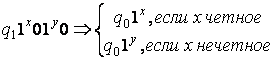 q₁1ˣ01ʸ0 ⇒ { q₀1ˣ, если x четное
q₀1ʸ, если x нечетное